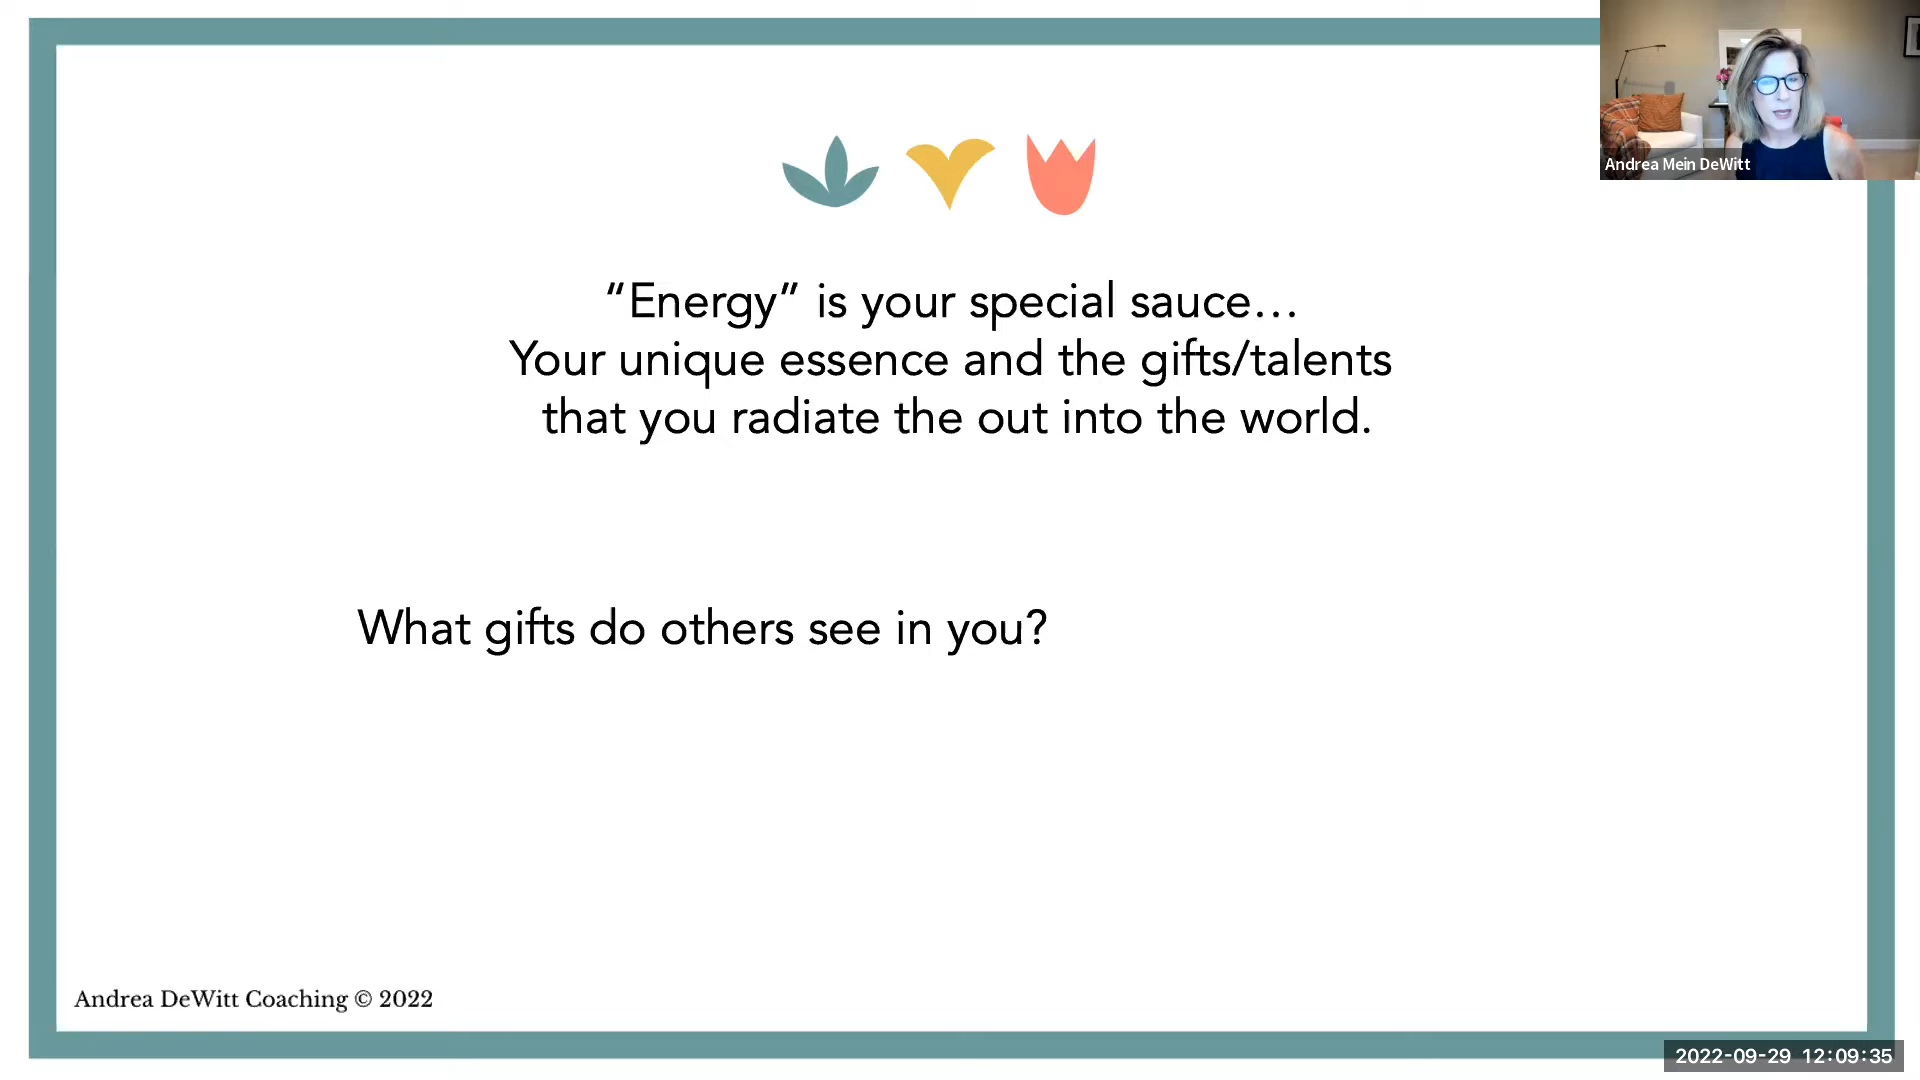 Andrea Mein DeWitt
“Energy” is your special sauce…
Your unique essence and the gifts/talents
that you radiate the out into the world.
What gifts do others see in you?
Andrea DeWitt Coaching © 2022
2022-09-29 12:09:35